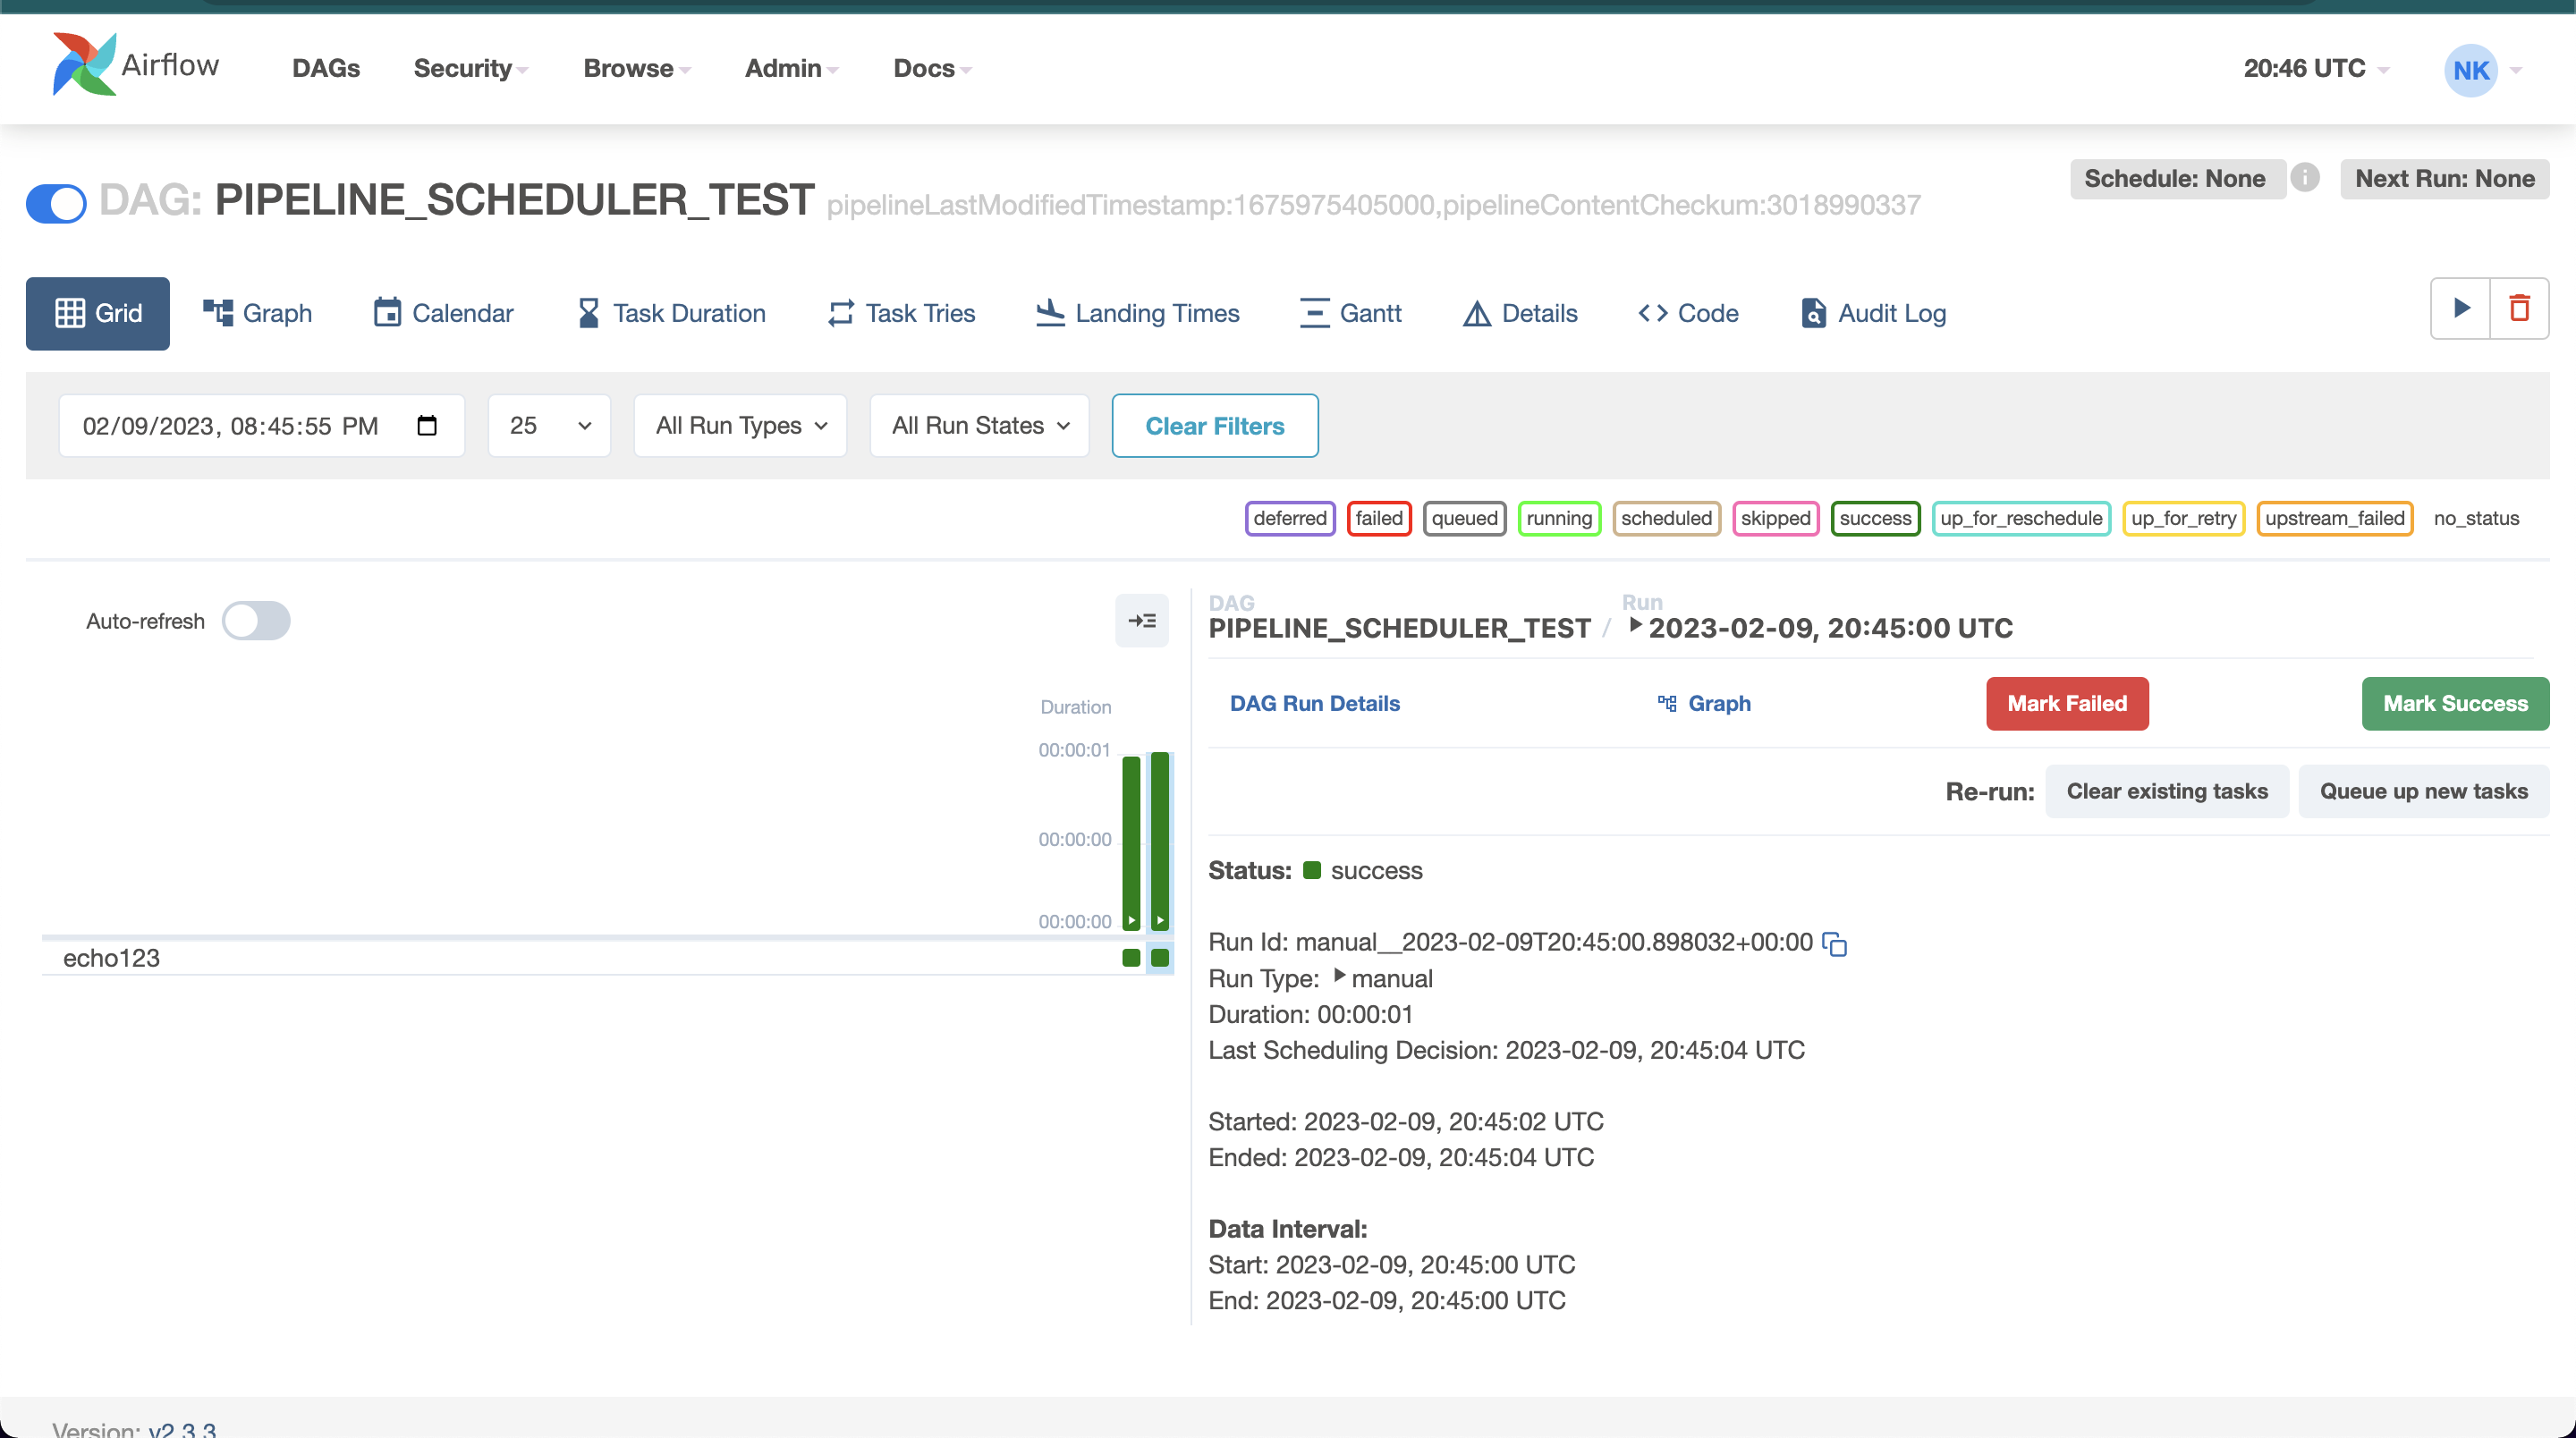 Airflow DAGs Security Browse Admin Docs 20:46 UTC NK
Schedule: None i Next Run: None
DAG: PIPELINE_SCHEDULER_TEST pipelineLastModifiedTimestamp:1675975405000,pipelineContentCheckum:3018990337
Grid Graph Calendar Task Duration Task Tries Landing Times Gantt Details Code Audit Log
02/09/2023, 08:45:55 PM 25 All Run Types All Run States Clear Filters
deferred failed queued running scheduled skipped success up_for_reschedule up_for_retry upstream_failed no_status
Auto-refresh
Duration
00:00:01
00:00:00
00:00:00
echo123
DAG Run
PIPELINE_SCHEDULER_TEST / 2023-02-09, 20:45:00 UTC
DAG Run Details Graph Mark Failed Mark Success
Re-run: Clear existing tasks Queue up new tasks
Status: success
Run Id: manual__2023-02-09T20:45:00.898032+00:00
Run Type: manual
Duration: 00:00:01
Last Scheduling Decision: 2023-02-09, 20:45:04 UTC
Started: 2023-02-09, 20:45:02 UTC
Ended: 2023-02-09, 20:45:04 UTC
Data Interval:
Start: 2023-02-09, 20:45:00 UTC
End: 2023-02-09, 20:45:00 UTC
Version: v2.3.3